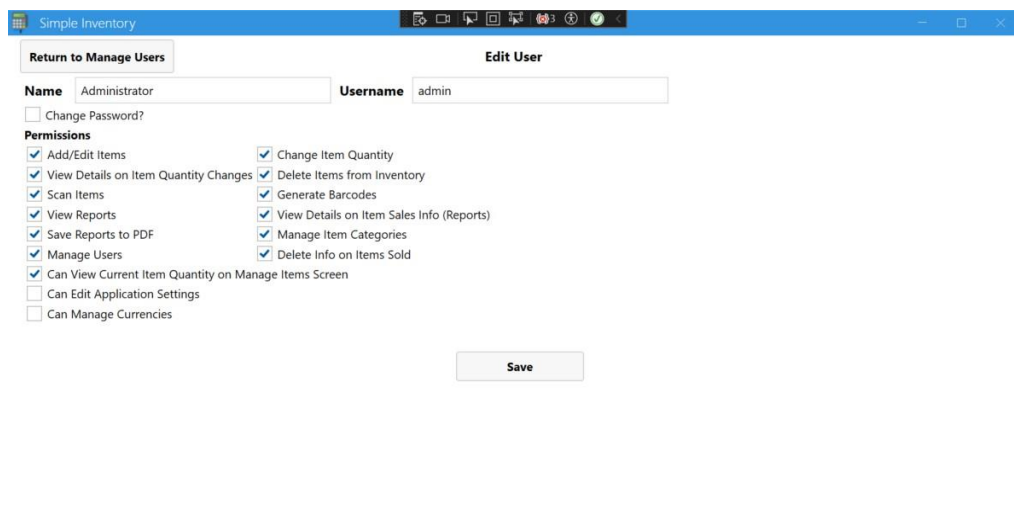 Simple Inventory
3
Return to Manage Users
Edit User
Name Administrator Username admin
Change Password?
Permissions
Add/Edit Items Change Item Quantity
View Details on Item Quantity Changes Delete Items from Inventory
Scan Items Generate Barcodes
View Reports View Details on Item Sales Info (Reports)
Save Reports to PDF Manage Item Categories
Manage Users Delete Info on Items Sold
Can View Current Item Quantity on Manage Items Screen
Can Edit Application Settings
Can Manage Currencies
Save